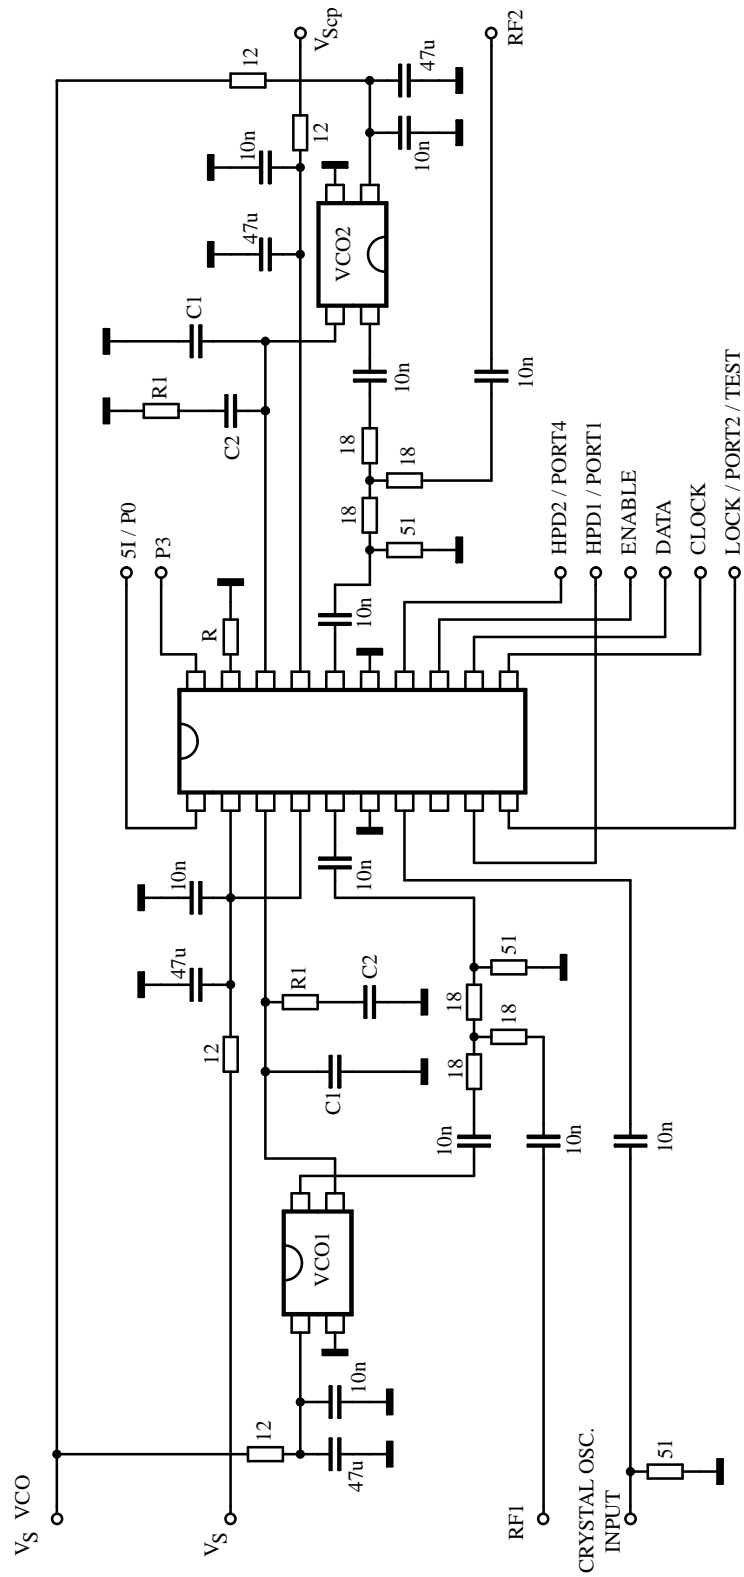 V_S VCO
12
V_Scp
12
10n
47u
47u
10n
RF2
VCO2
C1
R1
C2
10n
10n
18
18
18
51
10n
5I / P0
P3
R
HPD2 / PORT4
HPD1 / PORT1
ENABLE
DATA
CLOCK
LOCK / PORT2 / TEST
10n
47u
12
10n
R1
C2
C1
51
18
18
18
10n
10n
10n
VCO1
12
10n
47u
V_S
RF1
CRYSTAL OSC.
INPUT
51